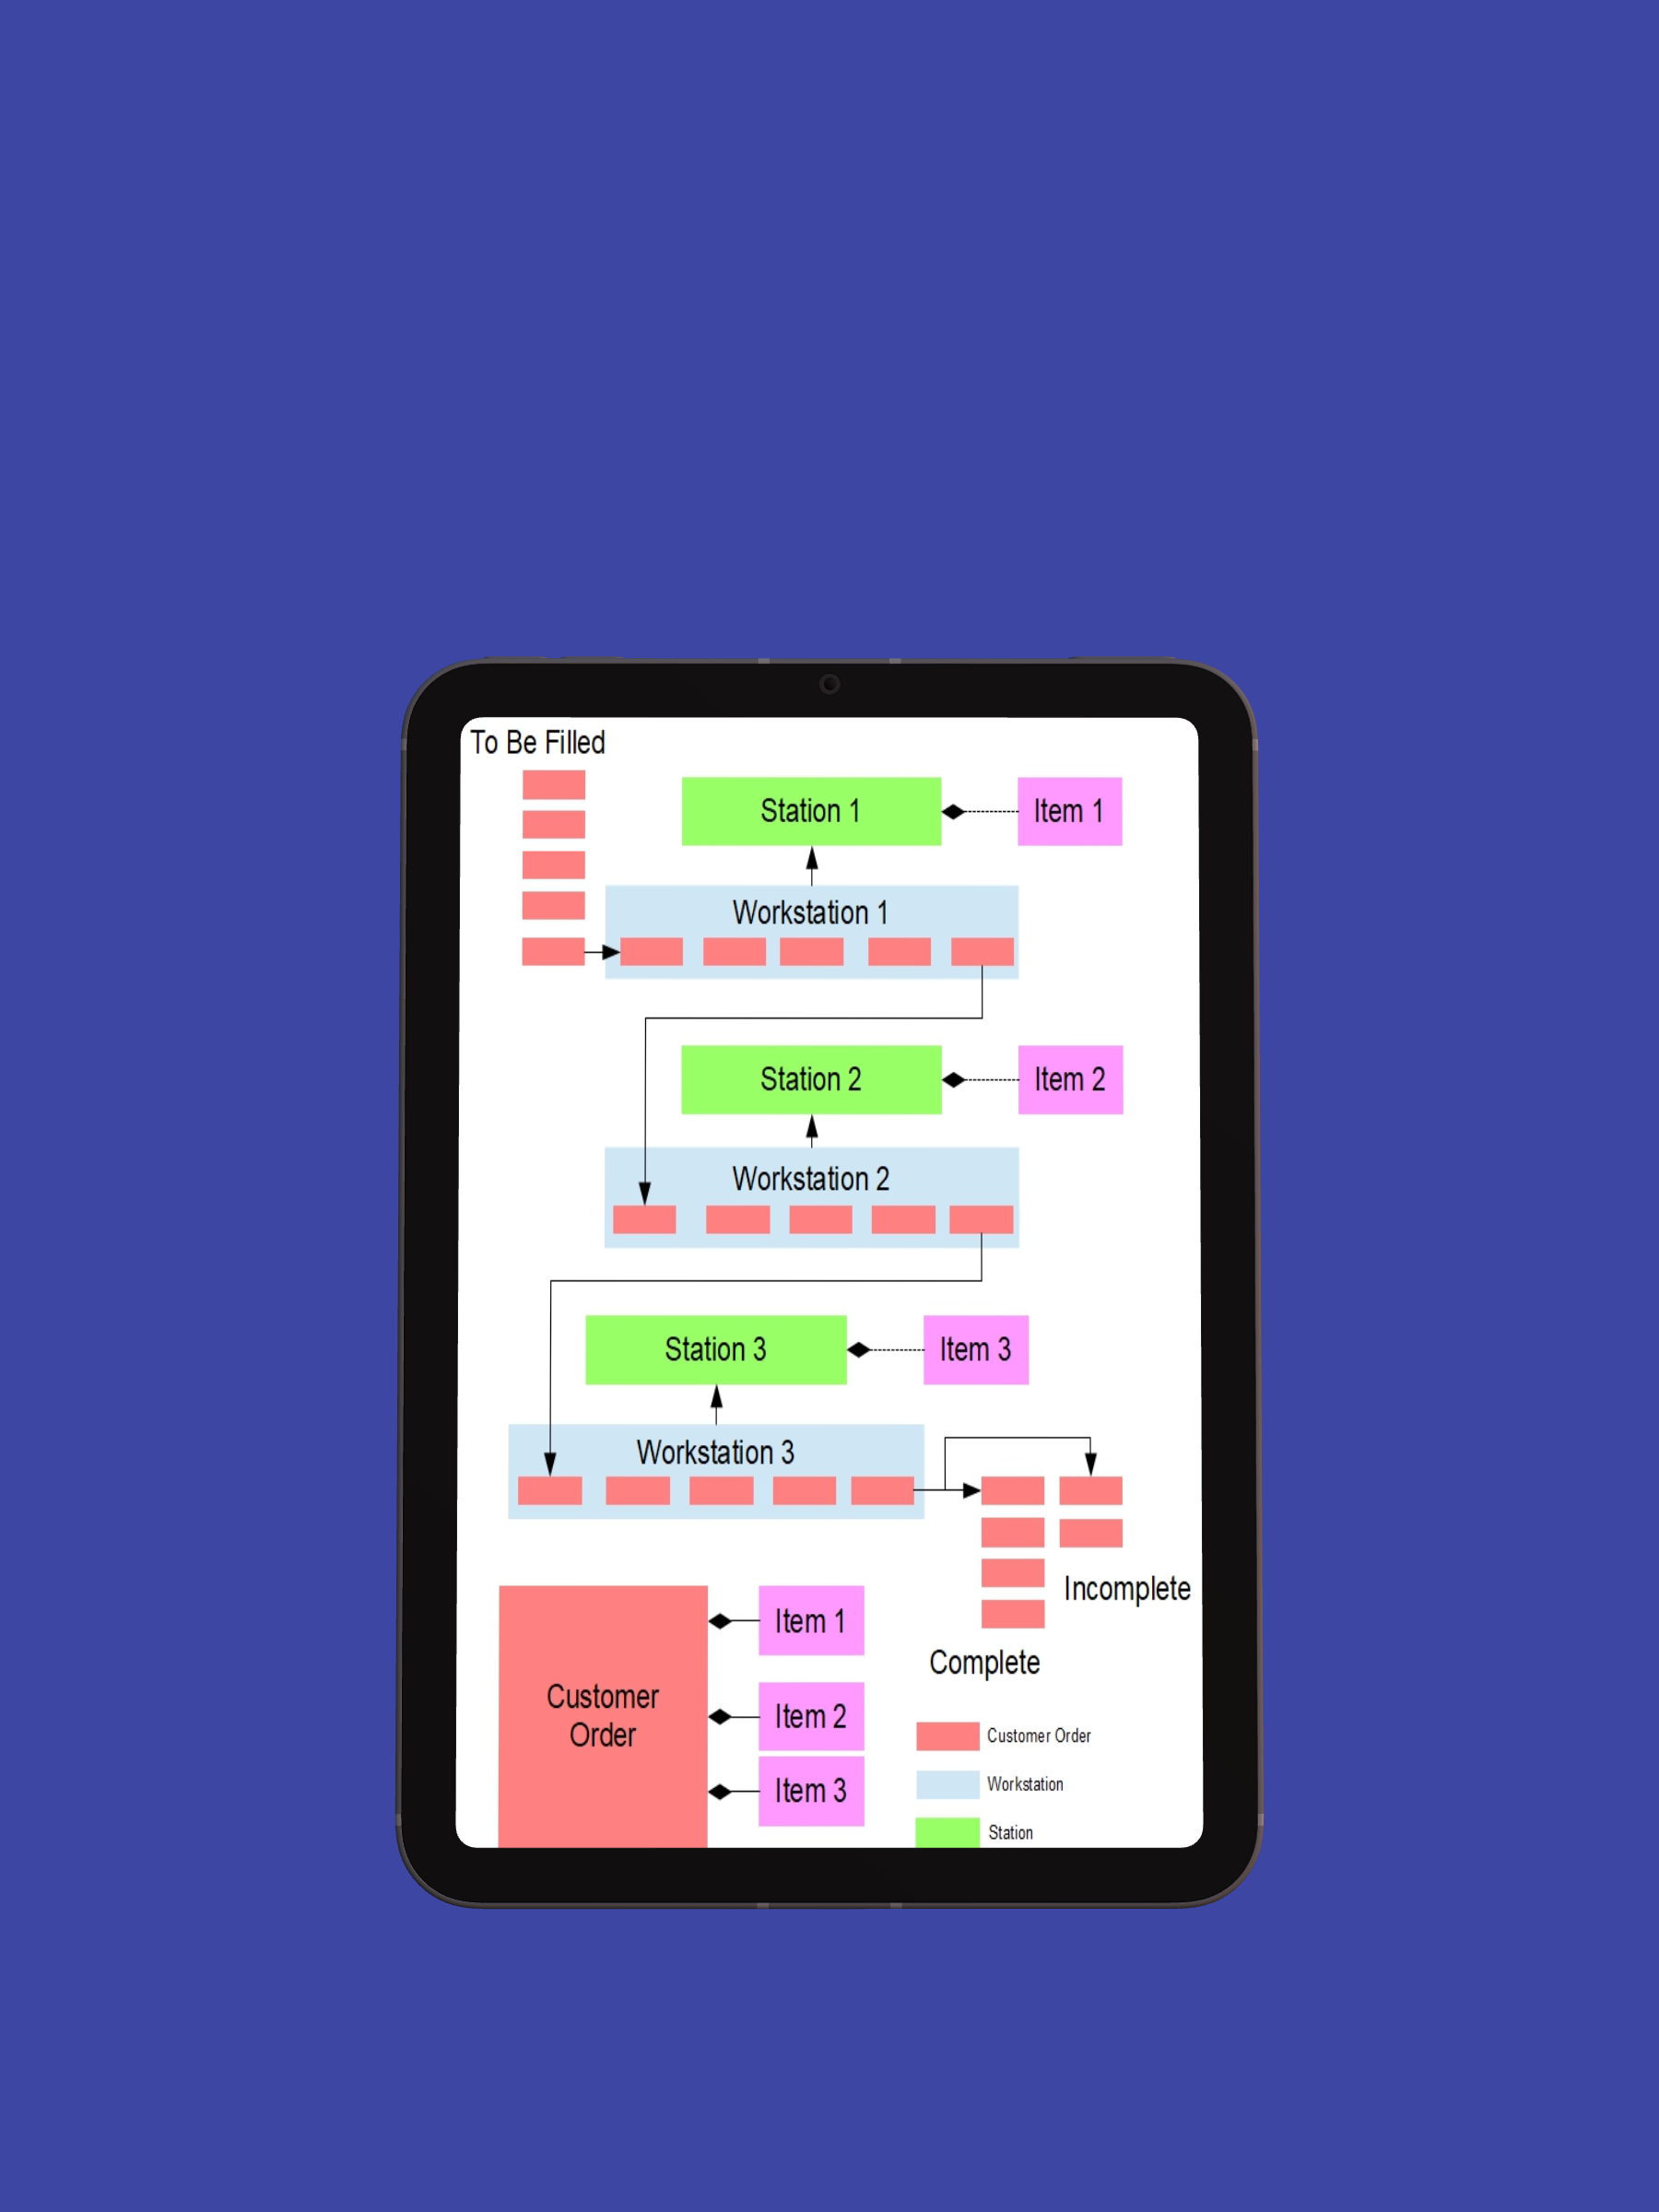 To Be Filled
Station 1
Item 1
Workstation 1
Station 2
Item 2
Workstation 2
Station 3
Item 3
Workstation 3
Incomplete
Complete
Customer
Order
Item 1
Item 2
Item 3
Customer Order
Workstation
Station